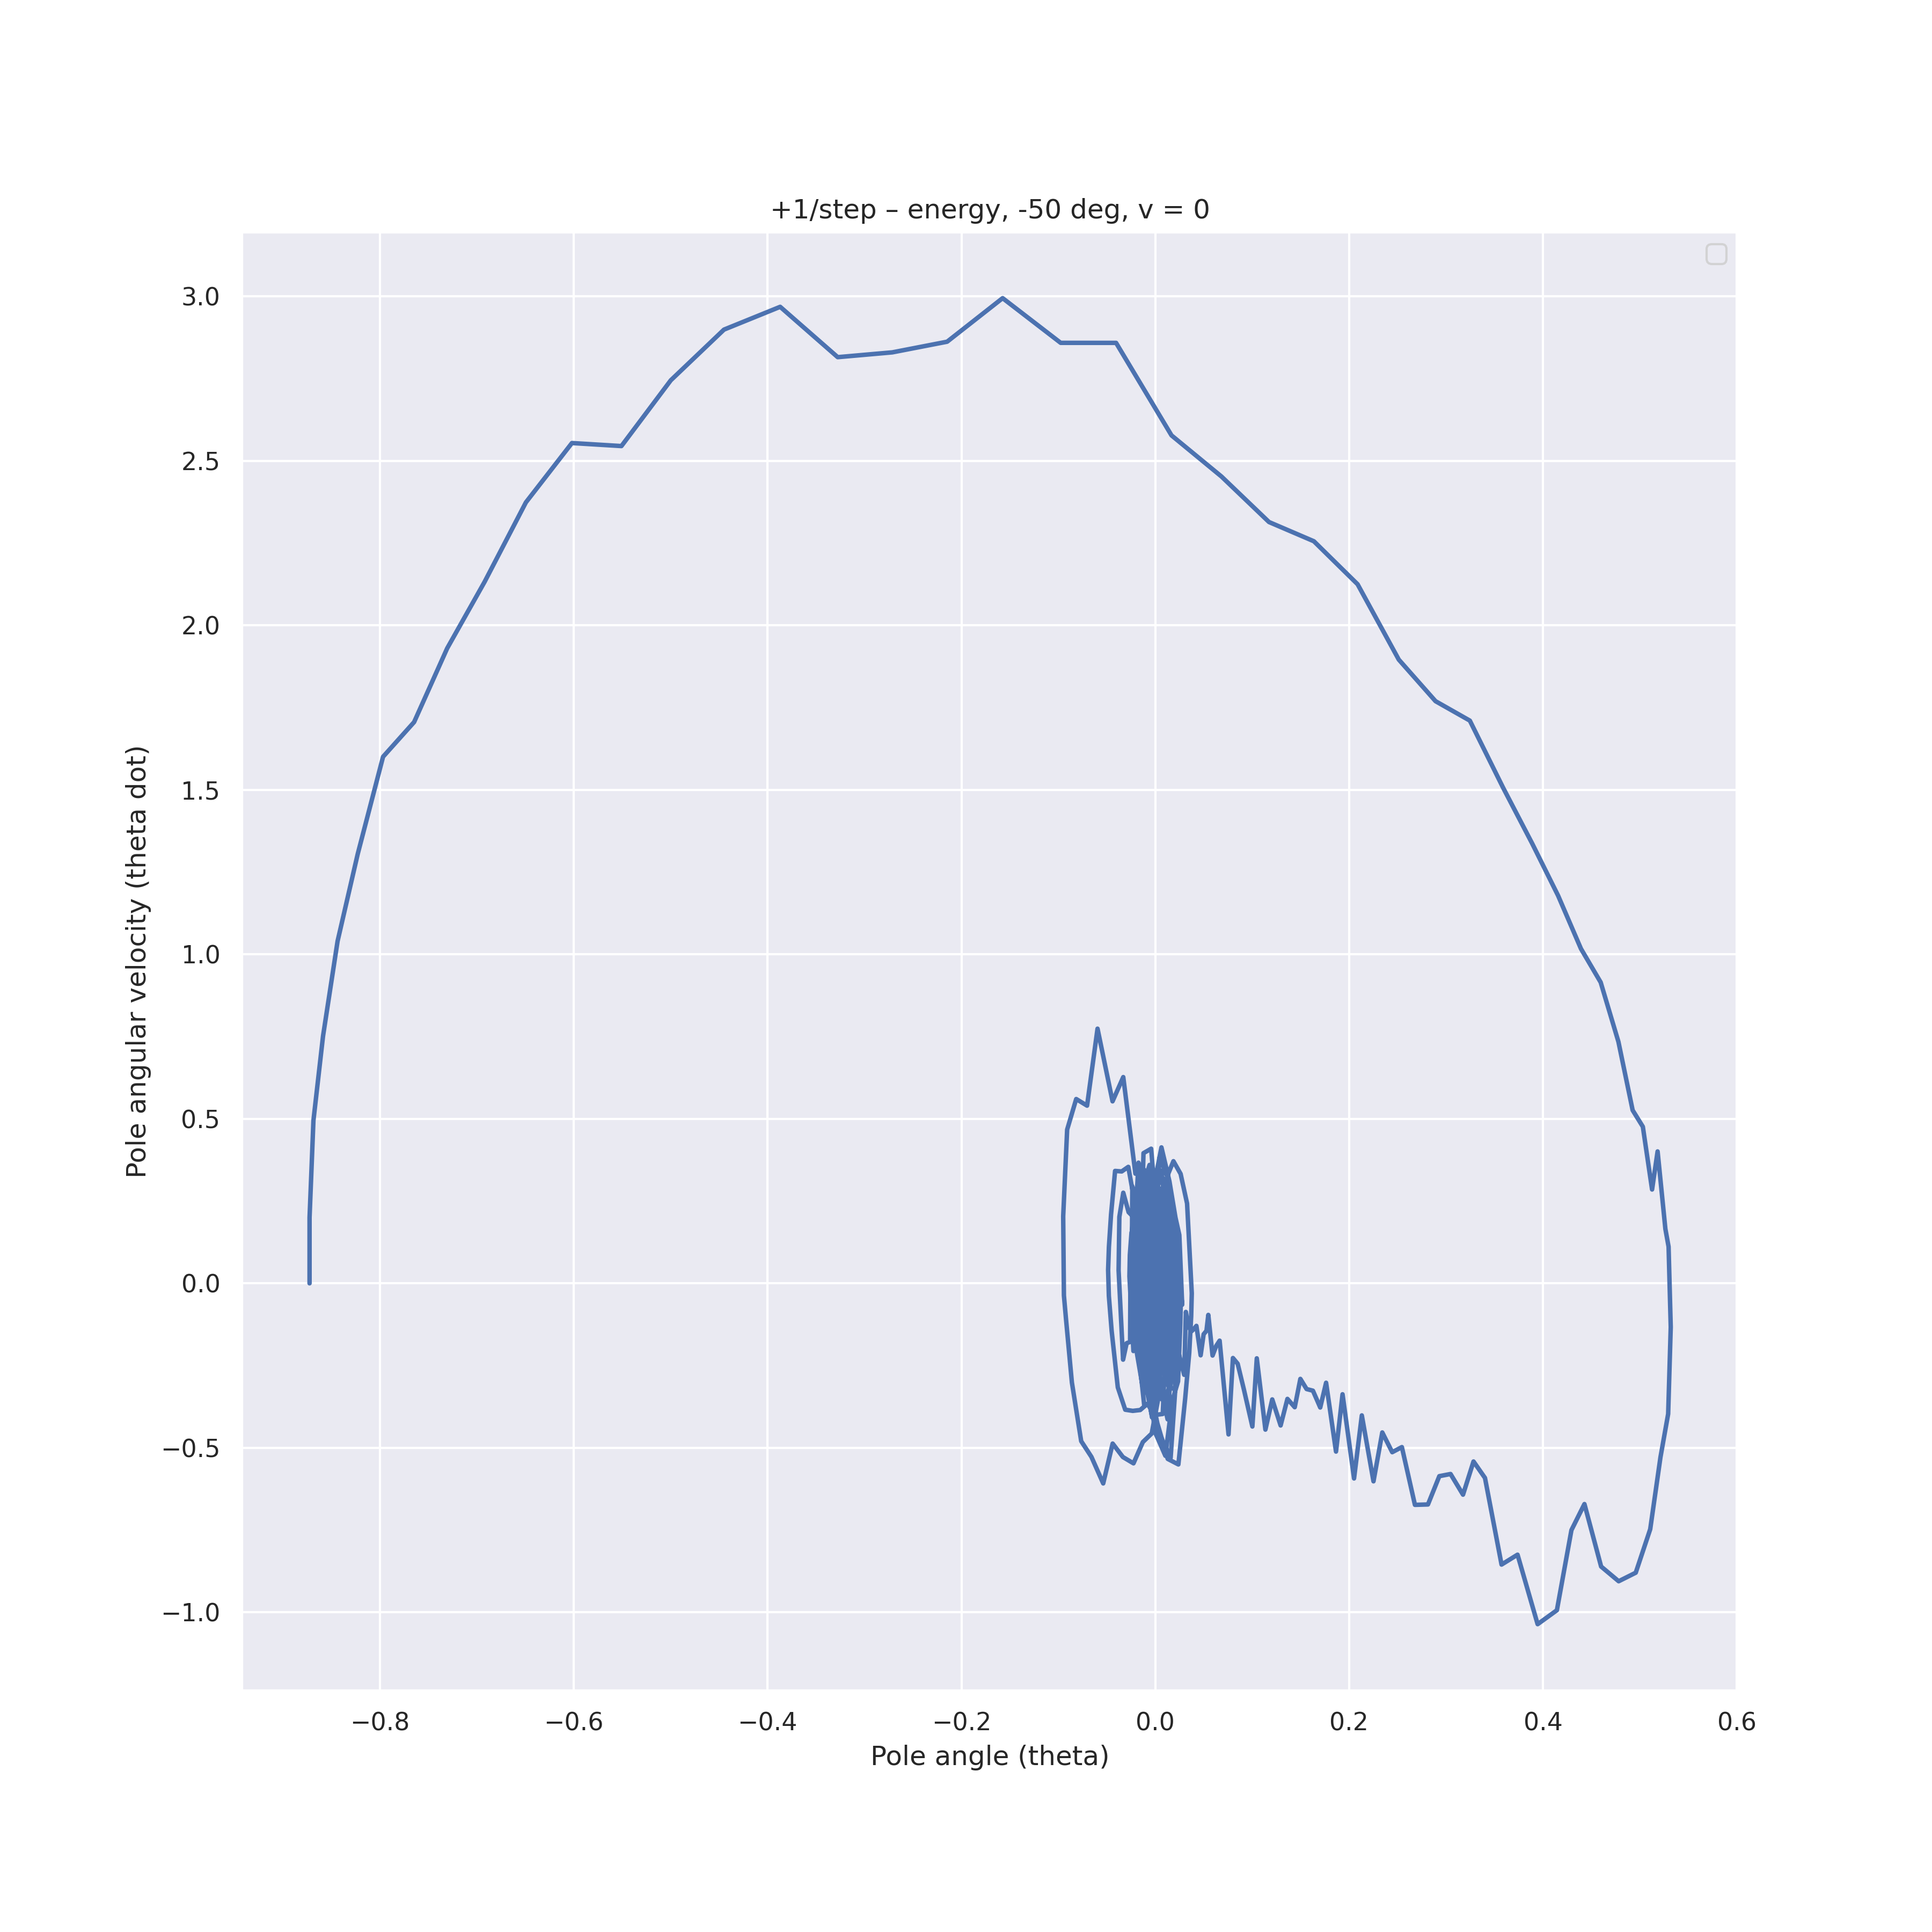 +1/step – energy, -50 deg, v = 0
3.0
2.5
2.0
1.5
1.0
0.5
0.0
−0.5
−1.0
Pole angular velocity (theta dot)
−0.8 −0.6 −0.4 −0.2 0.0 0.2 0.4 0.6
Pole angle (theta)